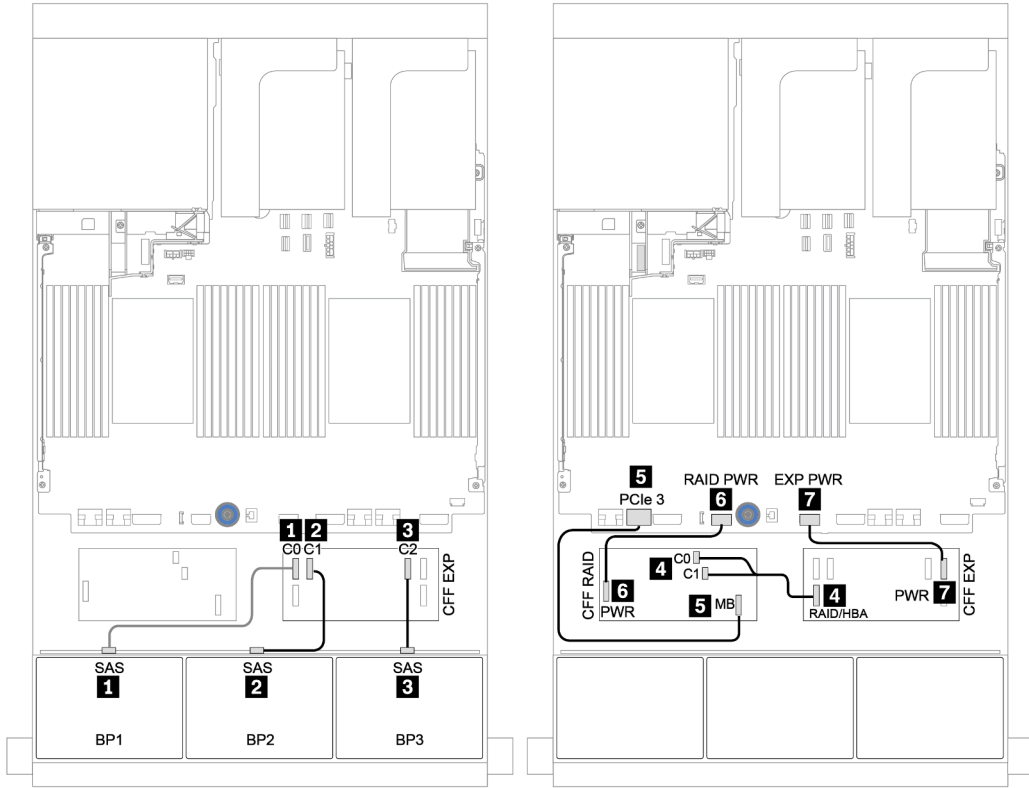 1 2 3
C0 C1 C2
CFF EXP
SAS SAS SAS
1 2 3
BP1 BP2 BP3
5 RAID PWR EXP PWR
PCIe 3 6 7
CFF RAID
C0
4 C1
6 PWR
5 MB
4
RAID/HBA
PWR 7
CFF EXP